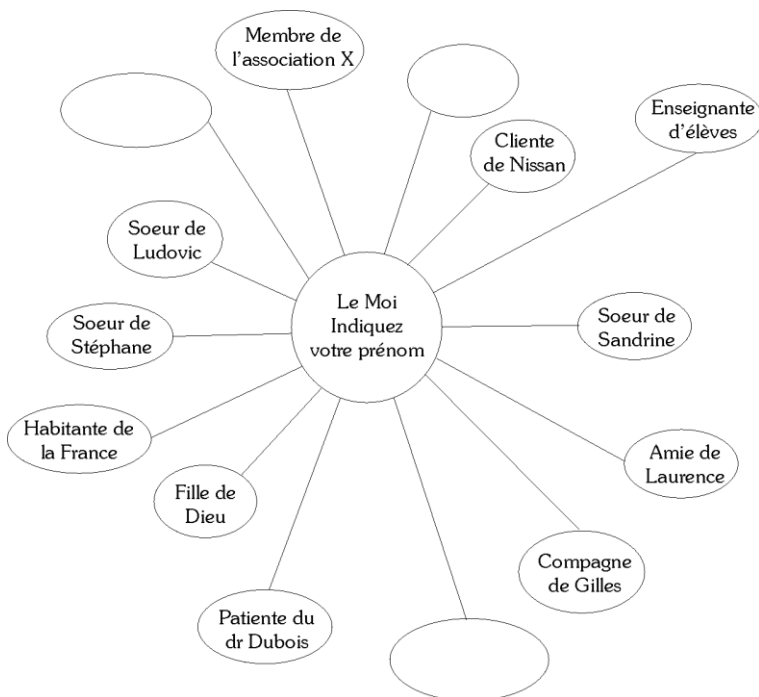 Membre de
l'association X
Enseignante
d'élèves
Cliente
de Nissan
Soeur de
Ludovic
Le Moi
Indiquez
votre prénom
Soeur de
Stéphane
Soeur de
Sandrine
Habitante de
la France
Amie de
Laurence
Fille de
Dieu
Compagne
de Gilles
Patiente du
dr Dubois